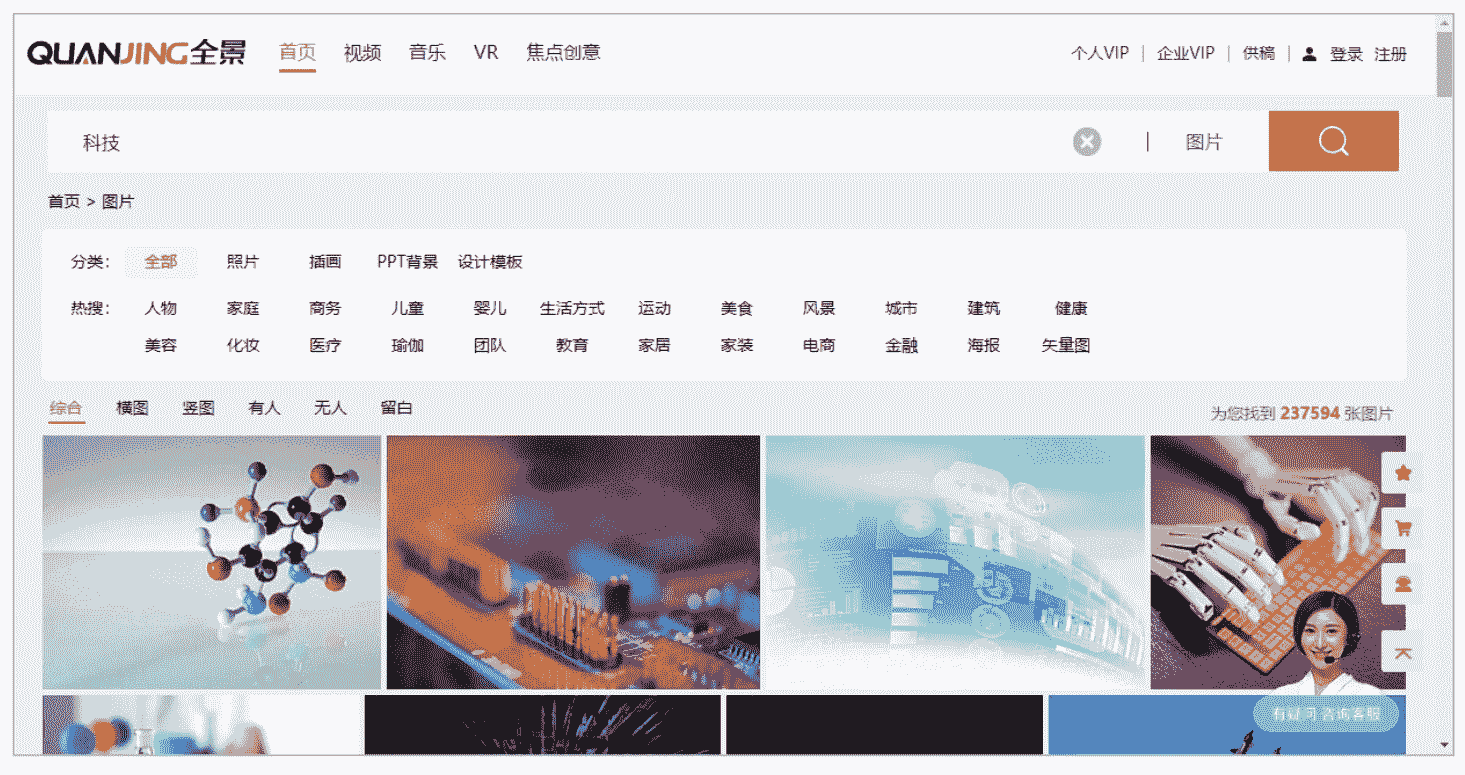 QUANJING全景 首页 视频 音乐 VR 焦点创意 个人VIP | 企业VIP | 供稿 | 登录 注册
科技 | 图片
首页 > 图片
分类: 全部 照片 插画 PPT背景 设计模板
热搜: 人物 家庭 商务 儿童 婴儿 生活方式 运动 美食 风景 城市 建筑 健康
美容 化妆 医疗 瑜伽 团队 教育 家居 家装 电商 金融 海报 矢量图
综合 横图 竖图 有人 无人 留白 为您找到 237594 张图片
有疑问咨询客服